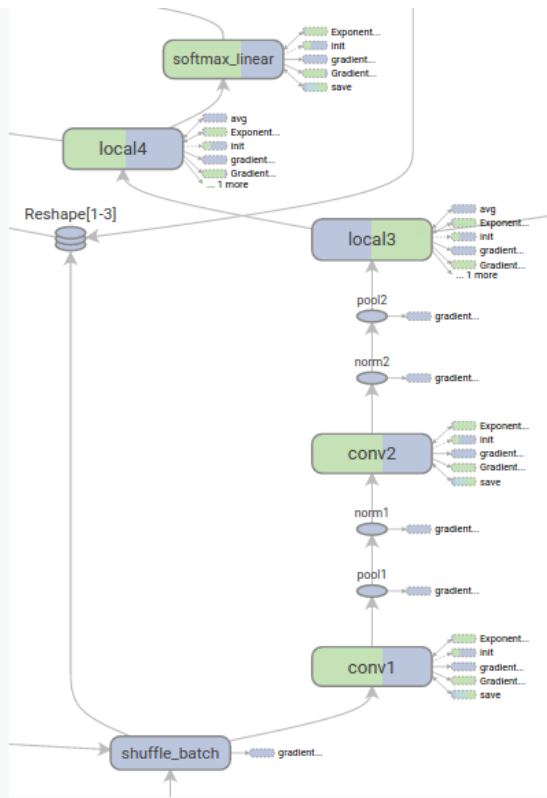 softmax_linear
Exponent...
init
gradient...
Gradient...
save
local4
avg
Exponent...
init
gradient...
Gradient...
... 1 more
Reshape[1-3]
local3
avg
Exponent...
init
gradient...
Gradient...
... 1 more
pool2
gradient...
norm2
gradient...
conv2
Exponent...
init
gradient...
Gradient...
save
norm1
gradient...
pool1
gradient...
conv1
Exponent...
init
gradient...
Gradient...
save
shuffle_batch
gradient...